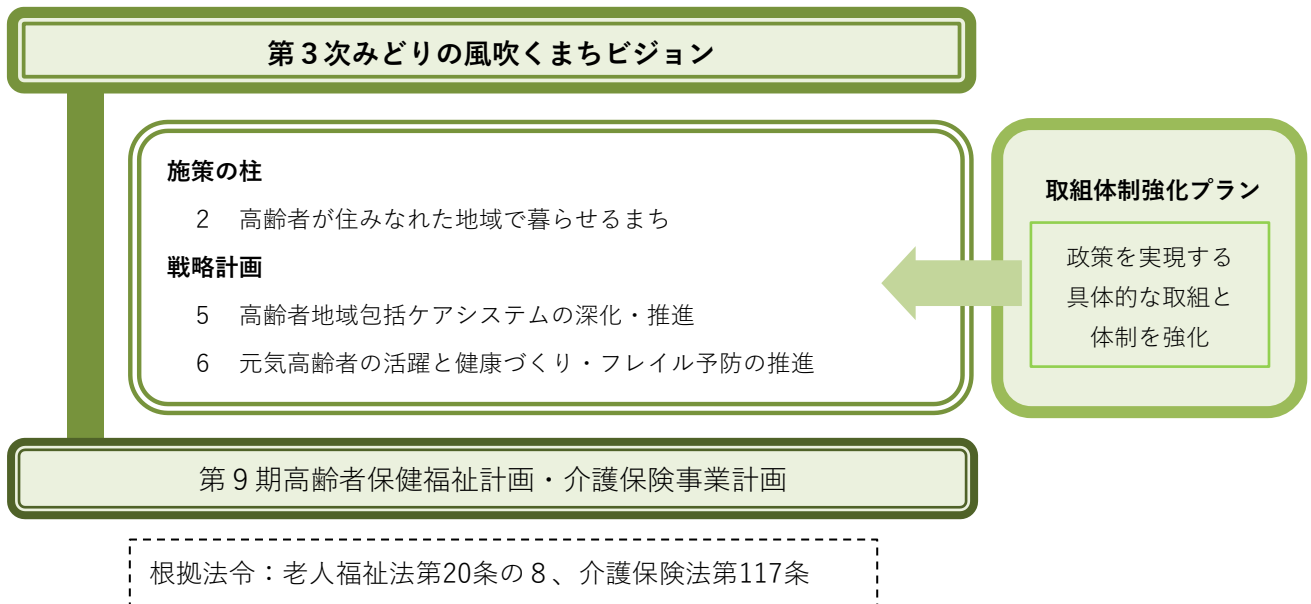 第３次みどりの風吹くまちビジョン
施策の柱
2 高齢者が住みなれた地域で暮らせるまち
戦略計画
5 高齢者地域包括ケアシステムの深化・推進
6 元気高齢者の活躍と健康づくり・フレイル予防の推進
取組体制強化プラン
政策を実現する
具体的な取組と
体制を強化
第９期高齢者保健福祉計画・介護保険事業計画
根拠法令：老人福祉法第20条の８、介護保険法第117条